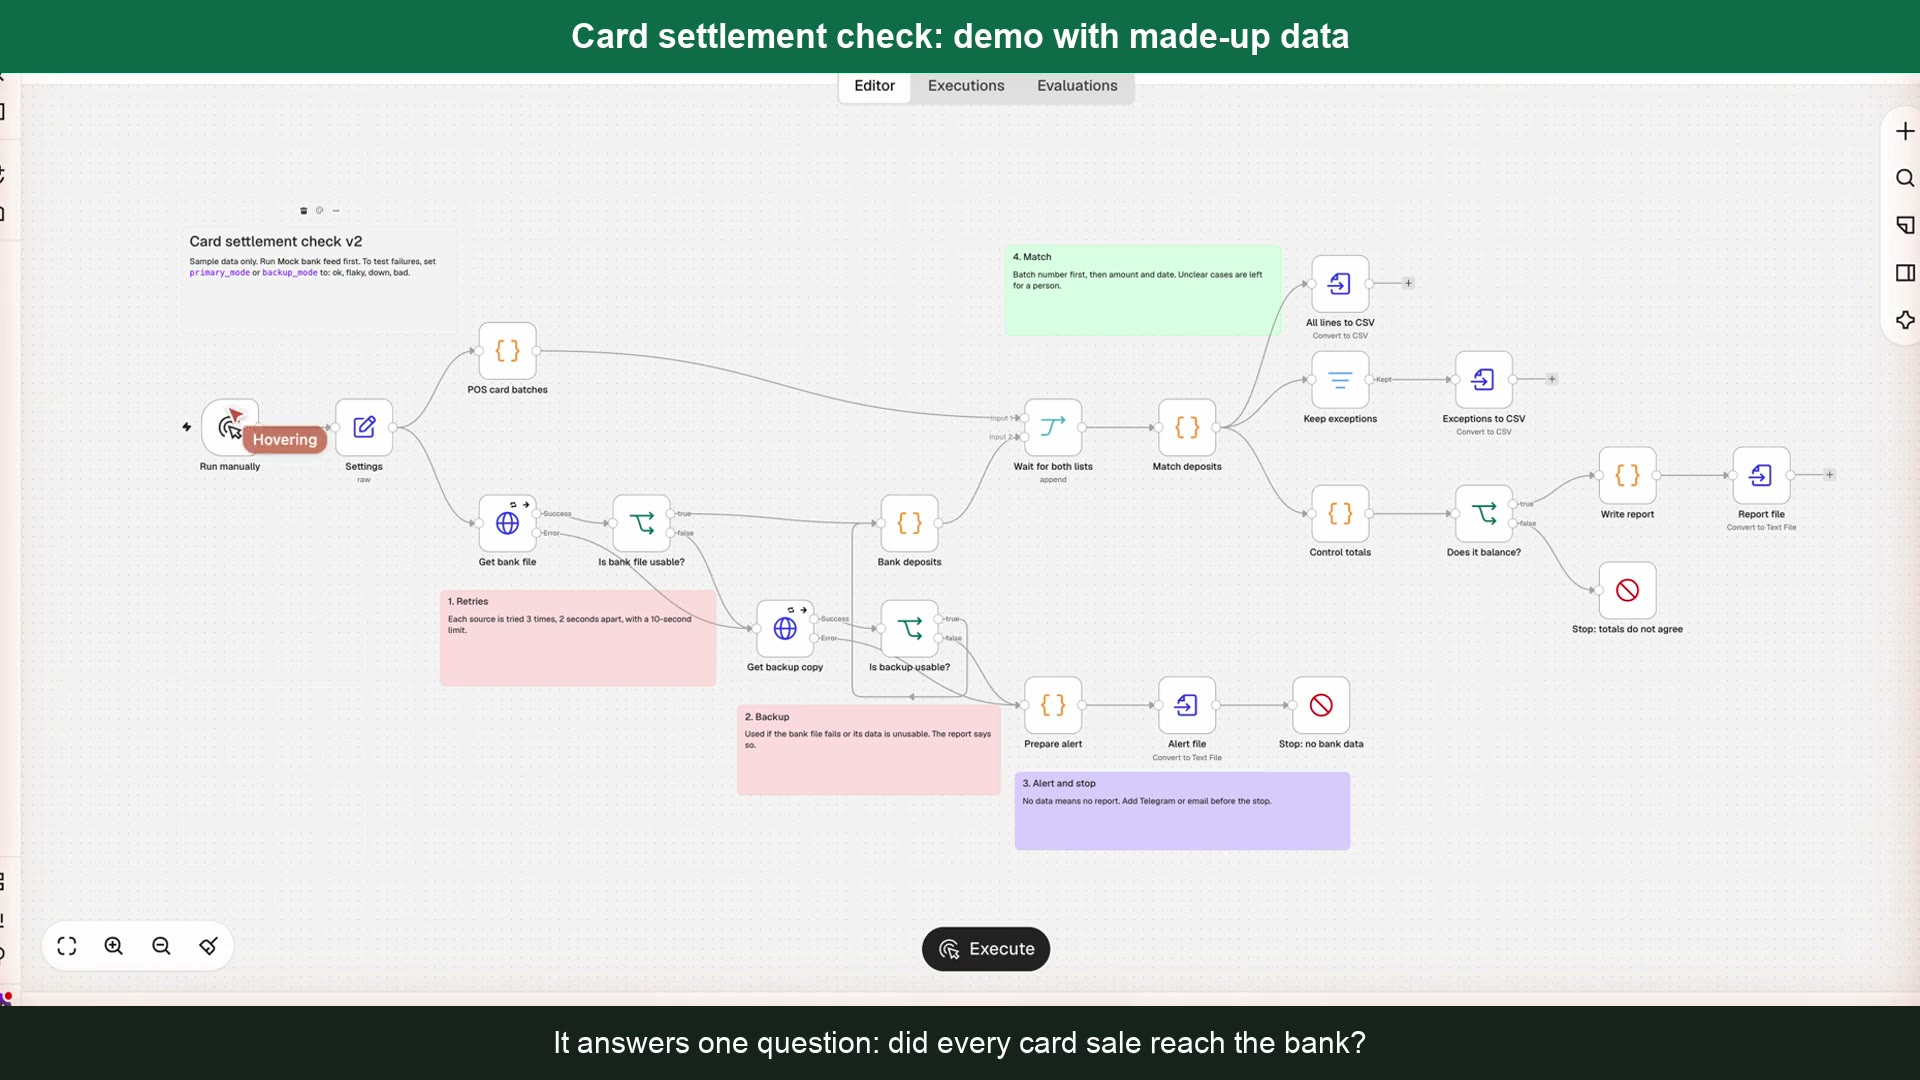 Card settlement check: demo with made-up data
Editor
Executions
Evaluations
Card settlement check v2
Sample data only. Run Mock bank feed first. To test failures, set
primary_mode or backup_mode to: ok, flaky, down, bad.
4. Match
Batch number first, then amount and date. Unclear cases are left
for a person.
All lines to CSV
Convert to CSV
POS card batches
Kept
Keep exceptions
Exceptions to CSV
Convert to CSV
Hovering
Run manually
Settings
raw
Input 1
Input 2
Wait for both lists
append
Match deposits
Success
Error
Get bank file
true
false
Is bank file usable?
Bank deposits
Control totals
true
false
Does it balance?
Write report
Report file
Convert to Text File
Stop: totals do not agree
1. Retries
Each source is tried 3 times, 2 seconds apart, with a 10-second
limit.
Success
Error
Get backup copy
true
false
Is backup usable?
2. Backup
Used if the bank file fails or its data is unusable. The report says
so.
Prepare alert
Alert file
Convert to Text File
Stop: no bank data
3. Alert and stop
No data means no report. Add Telegram or email before the stop.
Execute
It answers one question: did every card sale reach the bank?